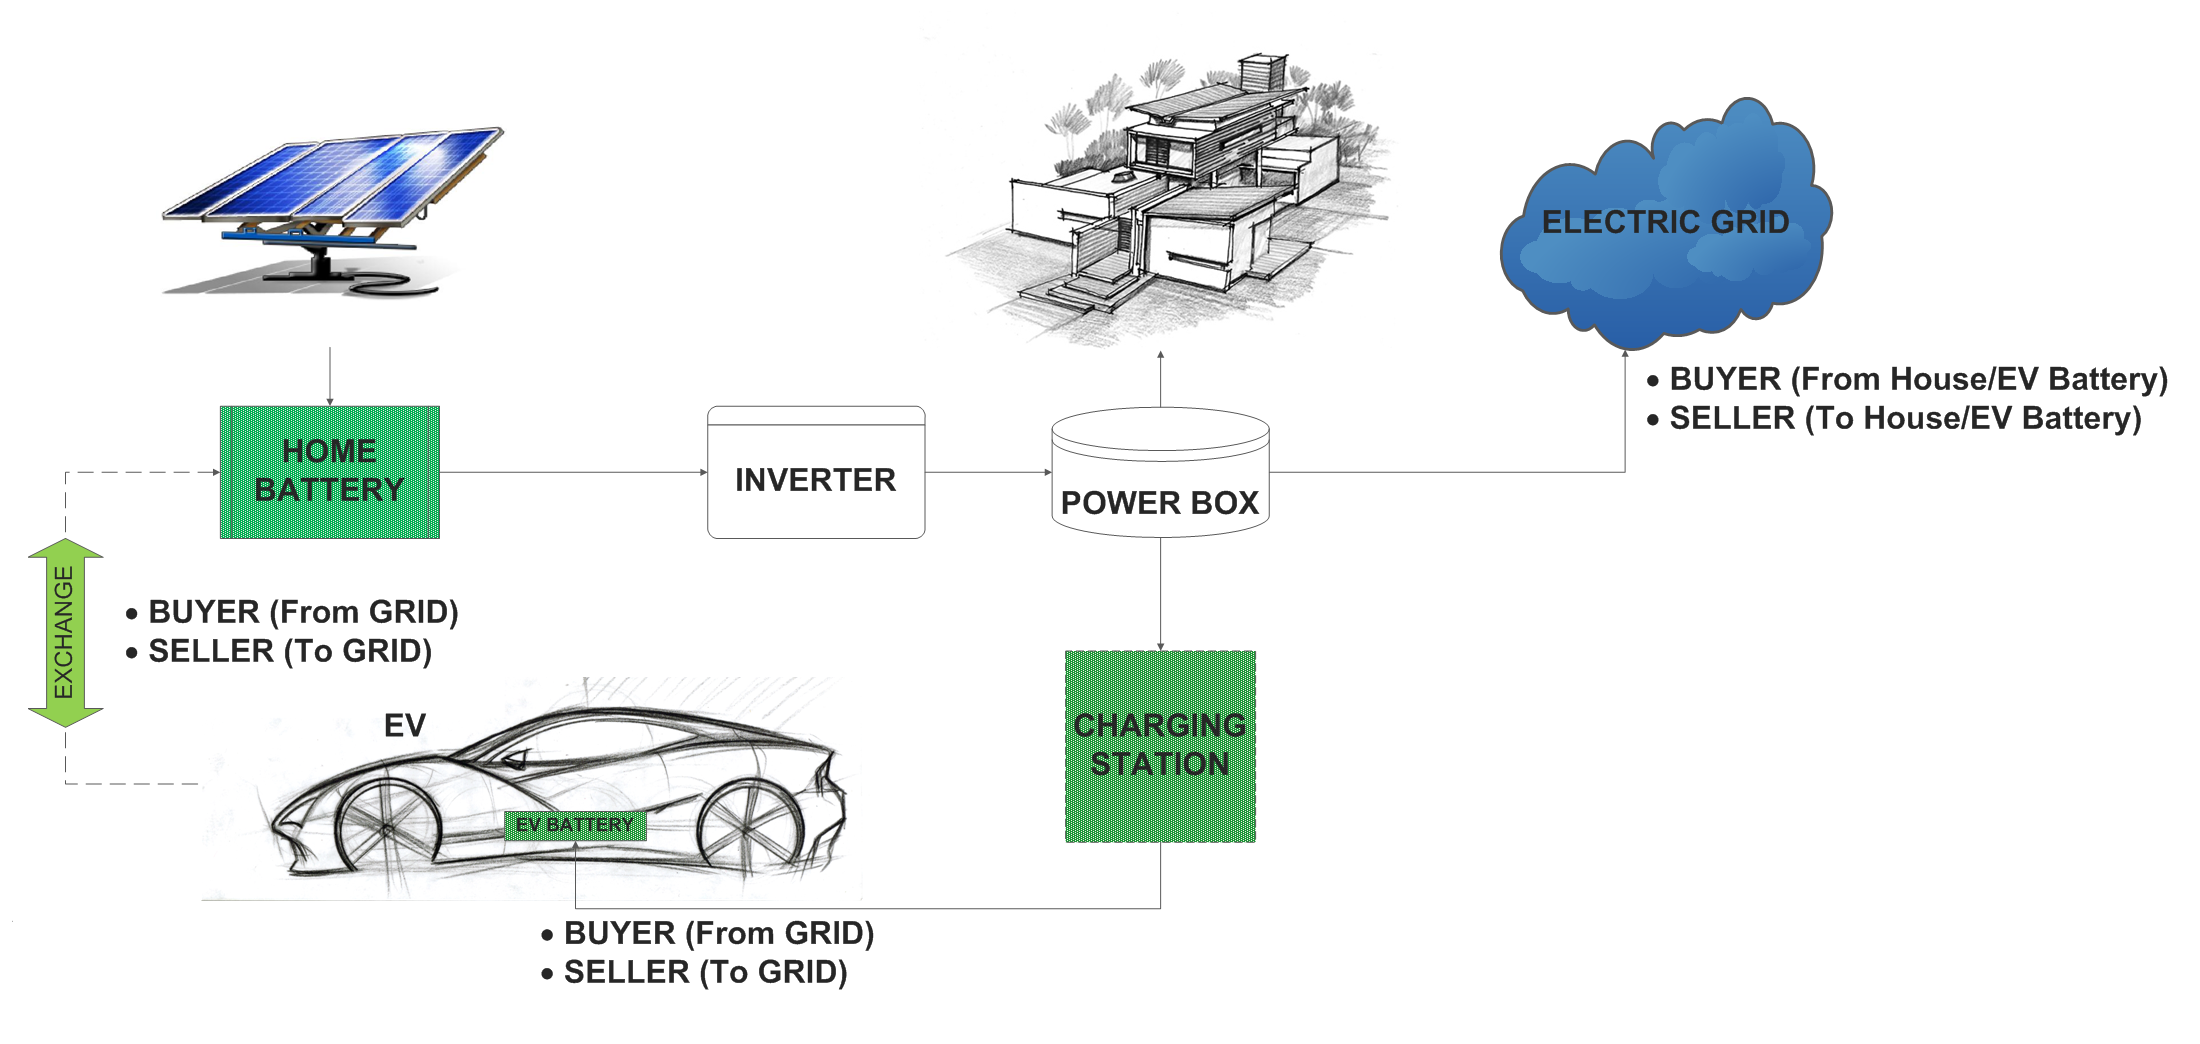 ELECTRIC GRID
• BUYER (From House/EV Battery)
• SELLER (To House/EV Battery)
HOME
BATTERY
INVERTER
POWER BOX
EXCHANGE
• BUYER (From GRID)
• SELLER (To GRID)
EV
CHARGING
STATION
EV BATTERY
• BUYER (From GRID)
• SELLER (To GRID)